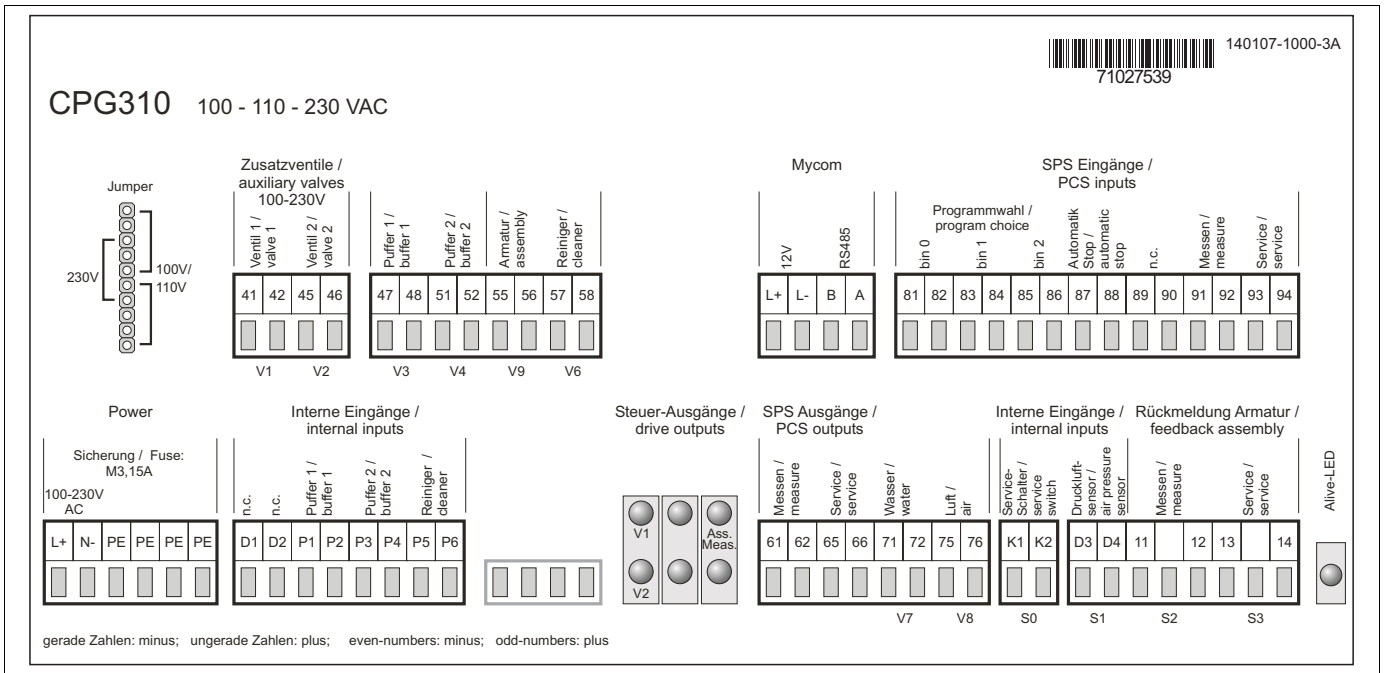 140107-1000-3A
71027539
CPG310 100 - 110 - 230 VAC
Jumper
230V
100V/
110V
Zusatzventile /
auxiliary valves
100-230V
Ventil 1 /
valve 1
Ventil 2 /
valve 2
41 42 45 46
V1 V2
Puffer 1 /
buffer 1
Puffer 2 /
buffer 2
Armatur /
assembly
Reiniger /
cleaner
47 48 51 52 55 56 57 58
V3 V4 V9 V6
Mycom
12V
RS485
L+ L- B A
SPS Eingänge /
PCS inputs
Programmwahl /
program choice
bin 0
bin 1
bin 2
Automatik
Stop /
automatic
stop
n.c.
Messen /
measure
Service /
service
81 82 83 84 85 86 87 88 89 90 91 92 93 94
Power
Sicherung / Fuse:
M3,15A
100-230V
AC
L+ N- PE PE PE PE
Interne Eingänge /
internal inputs
n.c.
n.c.
Puffer 1 /
buffer 1
Puffer 2 /
buffer 2
Reiniger /
cleaner
D1 D2 P1 P2 P3 P4 P5 P6
Steuer-Ausgänge /
drive outputs
V1
Ass.
Meas.
V2
SPS Ausgänge /
PCS outputs
Messen /
measure
Service /
service
Wasser /
water
Luft /
air
61 62 65 66 71 72 75 76
V7 V8
Interne Eingänge /
internal inputs
Service-
Schalter /
service
switch
Druckluft-
sensor /
air pressure
sensor
K1 K2 D3 D4
S0 S1
Rückmeldung Armatur /
feedback assembly
Messen /
measure
Service /
service
11 12 13 14
S2 S3
Alive-LED
gerade Zahlen: minus; ungerade Zahlen: plus; even-numbers: minus; odd-numbers: plus